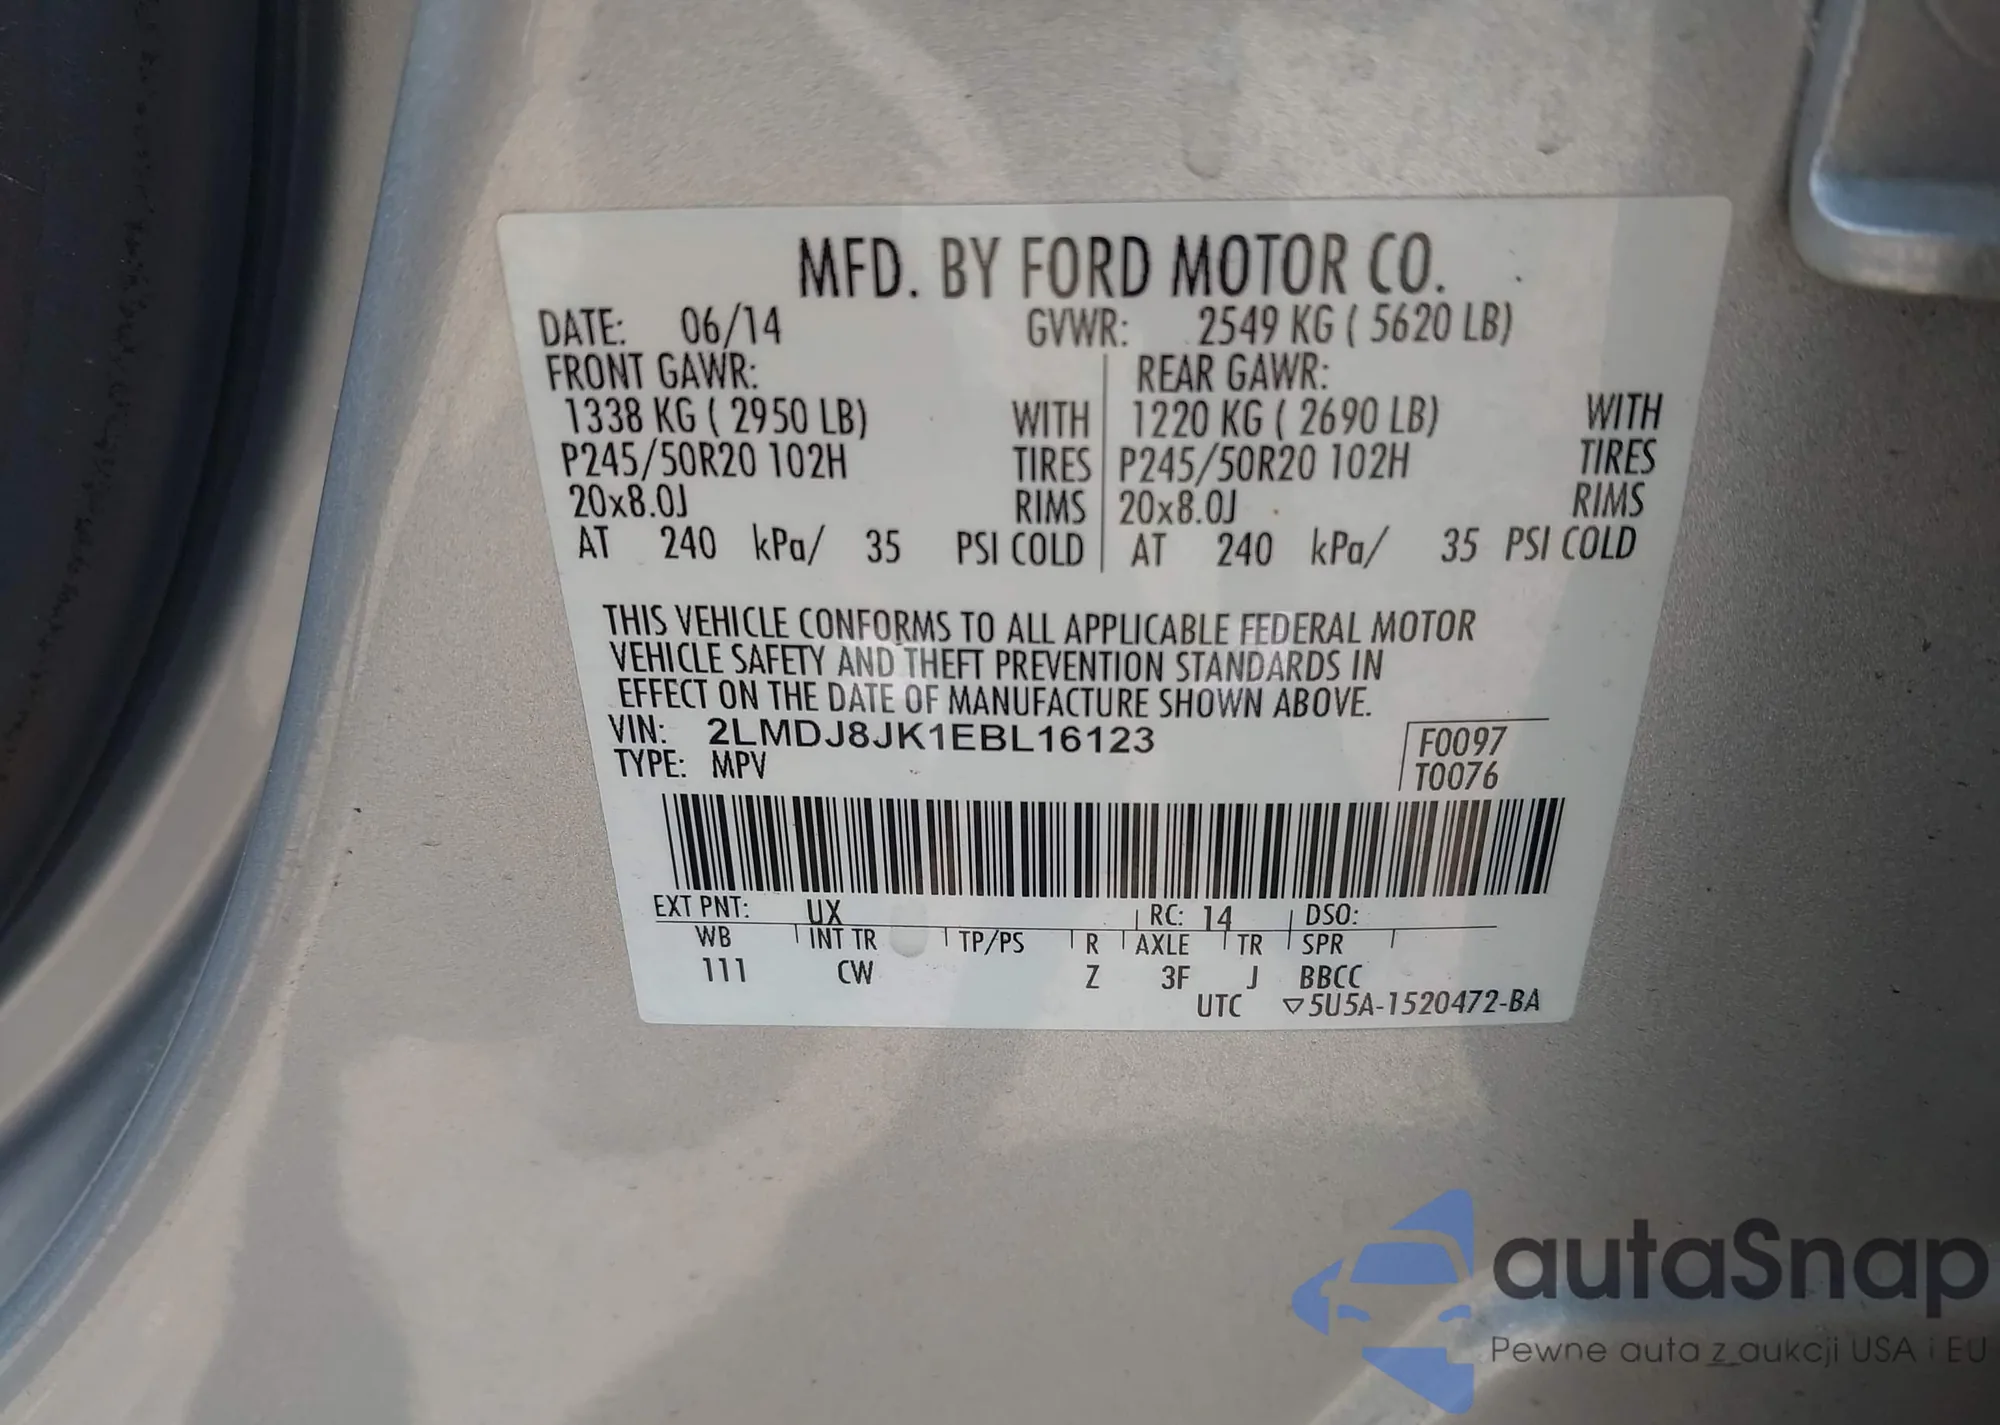 MFD. BY FORD MOTOR CO.
DATE: 06/14 GVWR: 2549 KG ( 5620 LB)
FRONT GAWR: REAR GAWR:
1338 KG ( 2950 LB) WITH 1220 KG ( 2690 LB) WITH
P245/50R20 102H TIRES P245/50R20 102H TIRES
20x8.0J RIMS 20x8.0J RIMS
AT 240 kPa/ 35 PSI COLD AT 240 kPa/ 35 PSI COLD
THIS VEHICLE CONFORMS TO ALL APPLICABLE FEDERAL MOTOR
VEHICLE SAFETY AND THEFT PREVENTION STANDARDS IN
EFFECT ON THE DATE OF MANUFACTURE SHOWN ABOVE.
VIN: 2LMDJ8JK1EBL16123 F0097
TYPE: MPV T0076
EXT PNT: UX RC: 14 DSO:
WB INT TR TP/PS R AXLE TR SPR
111 CW Z 3F J BBCC
UTC ▽5U5A-1520472-BA
autaSnap
Pewne auta z aukcji USA i EU